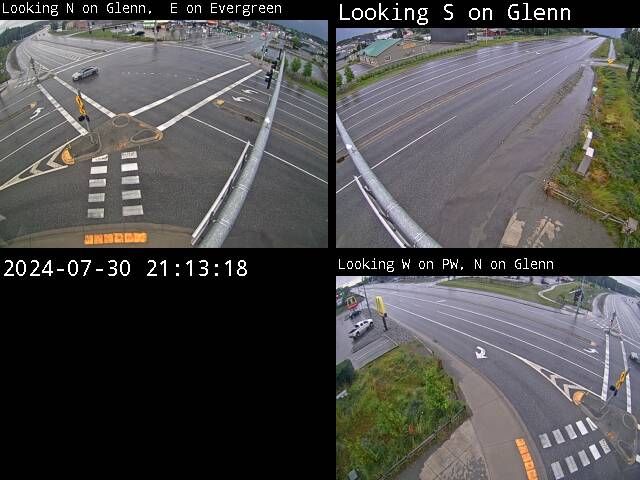 Looking N on Glenn,  E on Evergreen
Looking S on Glenn
2024-07-30 21:13:18
Looking W on PW, N on Glenn